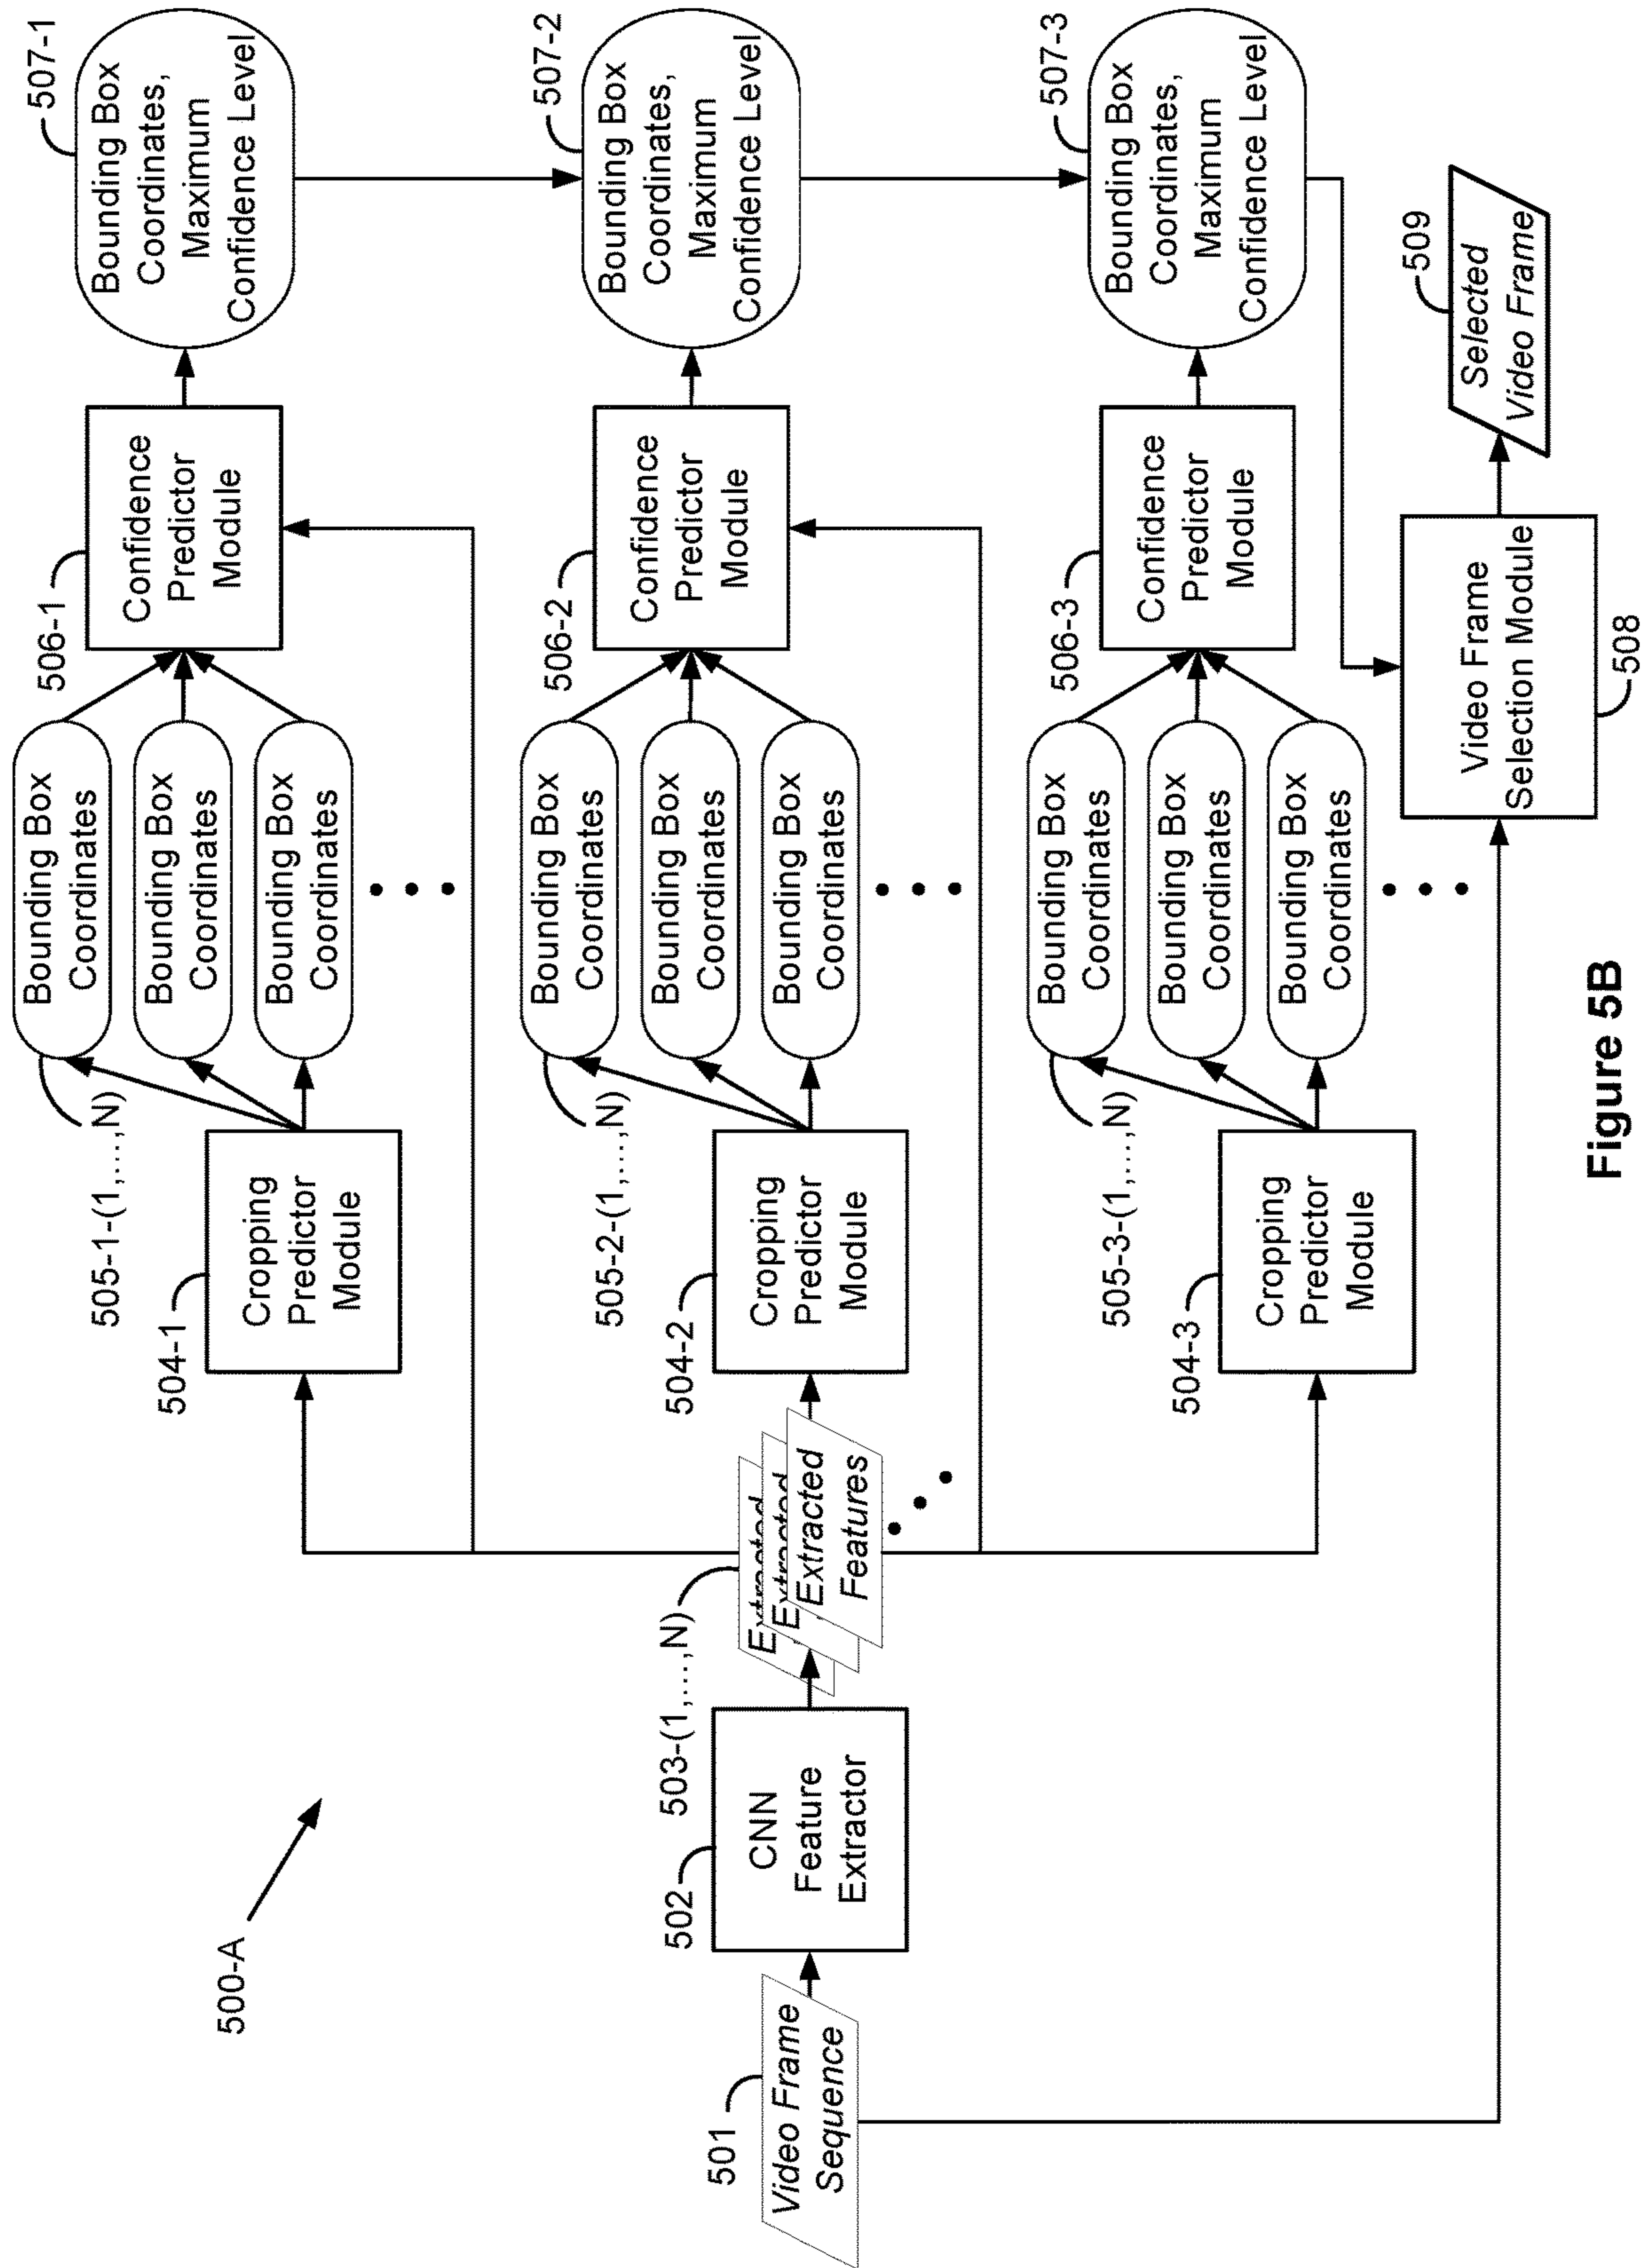 500-A
501
Video Frame
Sequence
502
CNN
Feature
Extractor
503-(1,...,N)
Extracted
Extracted
Extracted
Features
504-1
Cropping
Predictor
Module
505-1-(1,...,N)
Bounding Box
Coordinates
Bounding Box
Coordinates
Bounding Box
Coordinates
506-1
Confidence
Predictor
Module
507-1
Bounding Box
Coordinates,
Maximum
Confidence Level
504-2
Cropping
Predictor
Module
505-2-(1,...,N)
Bounding Box
Coordinates
Bounding Box
Coordinates
Bounding Box
Coordinates
506-2
Confidence
Predictor
Module
507-2
Bounding Box
Coordinates,
Maximum
Confidence Level
504-3
Cropping
Predictor
Module
505-3-(1,...,N)
Bounding Box
Coordinates
Bounding Box
Coordinates
Bounding Box
Coordinates
506-3
Confidence
Predictor
Module
507-3
Bounding Box
Coordinates,
Maximum
Confidence Level
Video Frame
Selection Module
508
509
Selected
Video Frame
Figure 5B